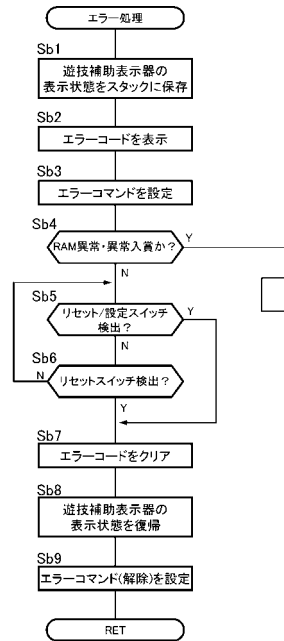 エラー処理
Sb1
遊技補助表示器の
表示状態をスタックに保存
Sb2
エラーコードを表示
Sb3
エラーコマンドを設定
Sb4
RAM異常・異常入賞か？
Y
N
Sb5
リセット/設定スイッチ
検出？
Y
N
Sb6
リセットスイッチ検出？
N
Y
Sb7
エラーコードをクリア
Sb8
遊技補助表示器の
表示状態を復帰
Sb9
エラーコマンド(解除)を設定
RET